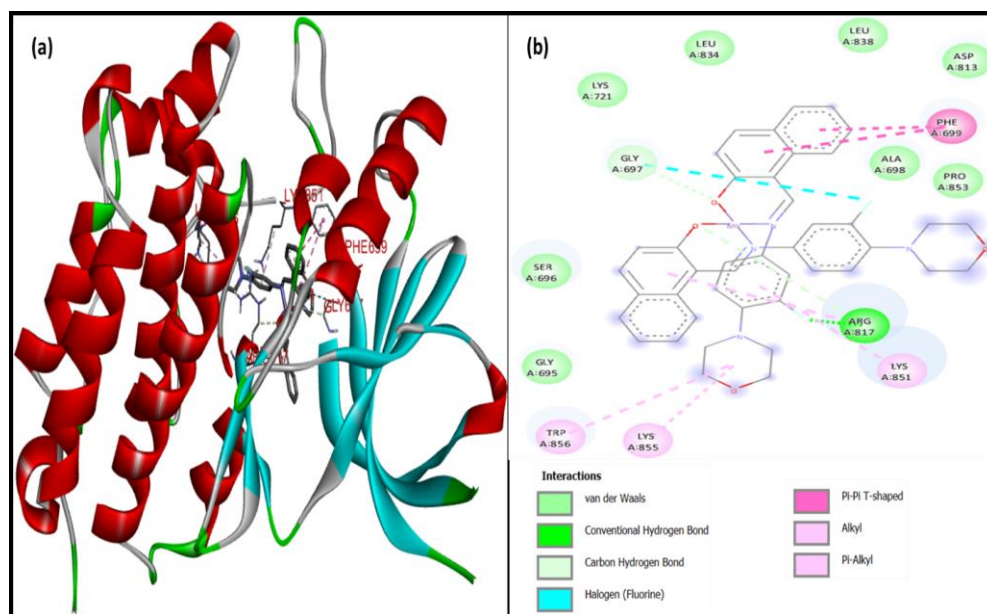 (a)
LYS851
PHE699
(b)
LEU
A:834
LEU
A:838
ASP
A:813
LYS
A:721
PHE
A:699
GLY
A:697
ALA
A:698
PRO
A:853
SER
A:696
ARG
A:817
LYS
A:851
GLY
A:695
TRP
A:856
LYS
A:855
Interactions
van der Waals
Conventional Hydrogen Bond
Carbon Hydrogen Bond
Halogen (Fluorine)
Pi-Pi T-shaped
Alkyl
Pi-Alkyl